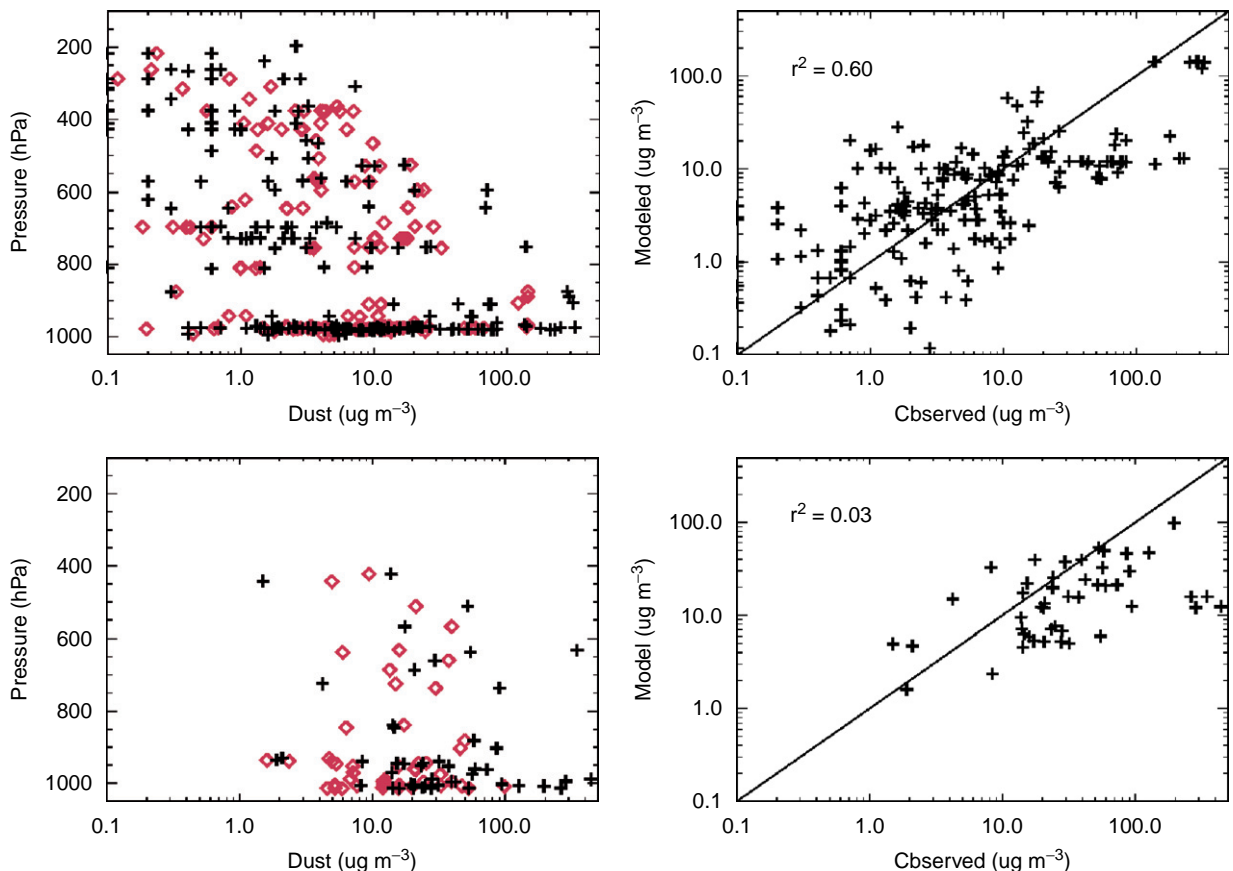 200
400
600
800
1000
Pressure (hPa)
0.1 1.0 10.0 100.0
Dust (ug m⁻³)
r² = 0.60
100.0
10.0
1.0
0.1
Modeled (ug m⁻³)
0.1 1.0 10.0 100.0
Cbserved (ug m⁻³)
200
400
600
800
1000
Pressure (hPa)
0.1 1.0 10.0 100.0
Dust (ug m⁻³)
r² = 0.03
100.0
10.0
1.0
0.1
Model (ug m⁻³)
0.1 1.0 10.0 100.0
Cbserved (ug m⁻³)